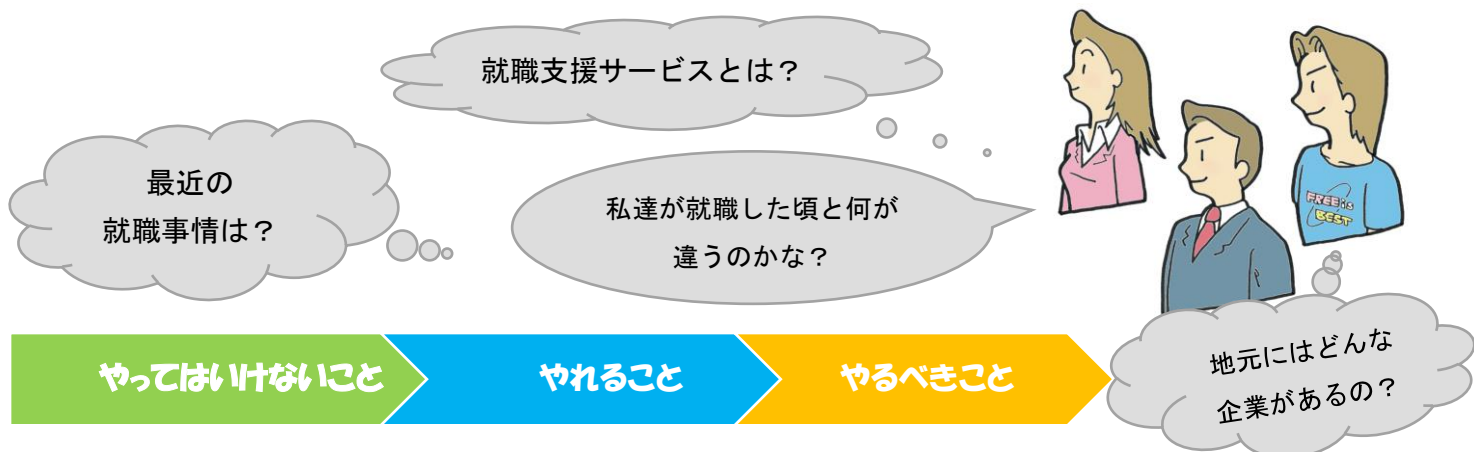 就職支援サービスとは？
最近の
就職事情は？
私達が就職した頃と何が
違うのかな？
FREE is
BEST
やってはいけないこと
やれること
やるべきこと
地元にはどんな
企業があるの？